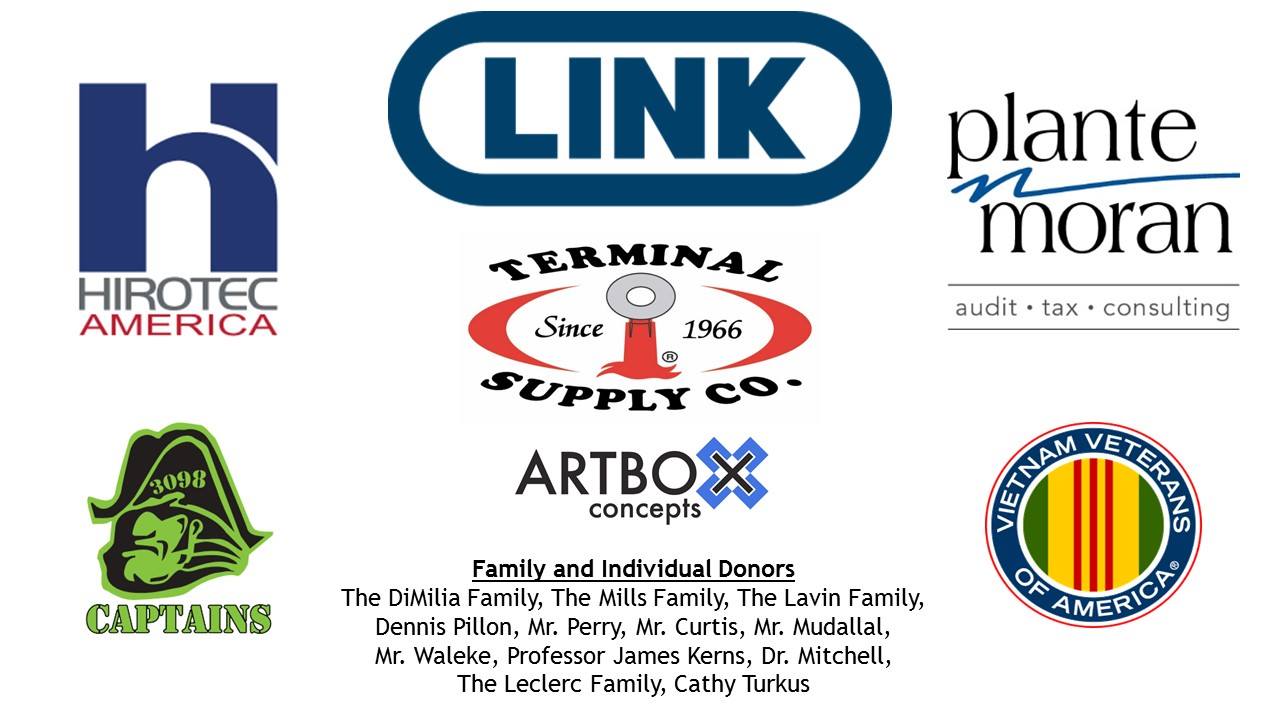 LINK
HIROTEC
AMERICA
plante
moran
audit • tax • consulting
TERMINAL
Since 1966
®
SUPPLY CO.
3098
CAPTAINS
ARTBOX
concepts
VIETNAM VETERANS
OF AMERICA®
Family and Individual Donors
The DiMilia Family, The Mills Family, The Lavin Family,
Dennis Pillon, Mr. Perry, Mr. Curtis, Mr. Mudallal,
Mr. Waleke, Professor James Kerns, Dr. Mitchell,
The Leclerc Family, Cathy Turkus